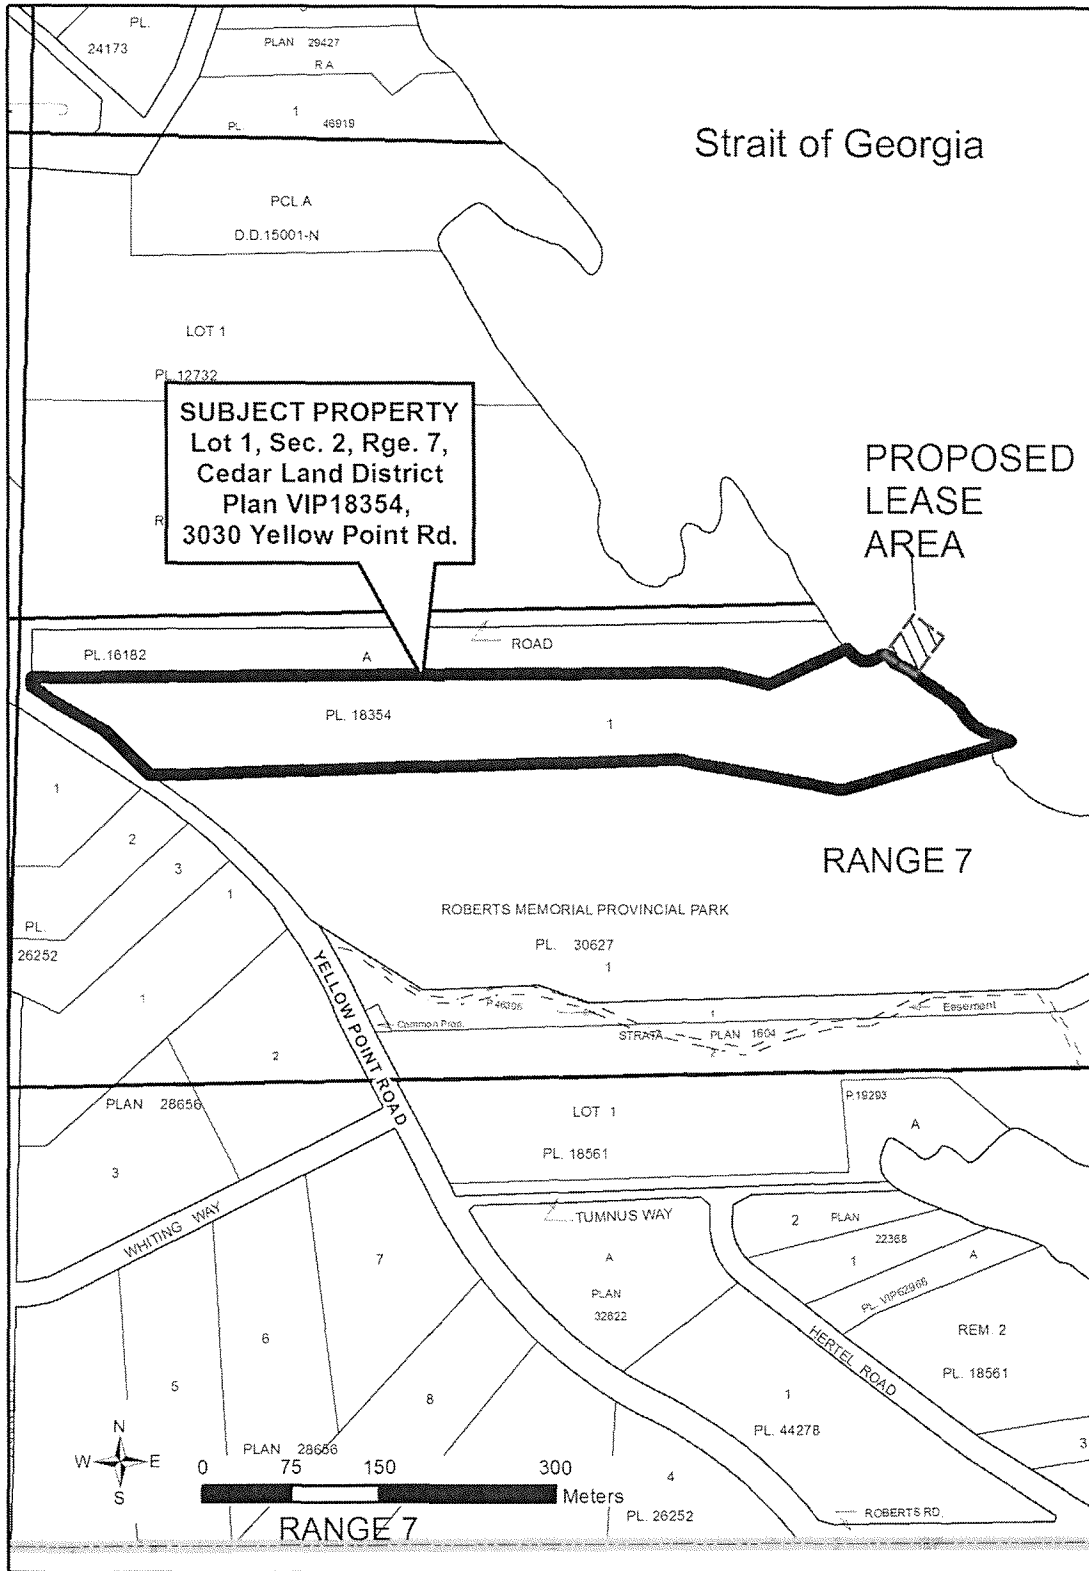 PL.
24173
PLAN 29427
R A
1
PL. 46919
Strait of Georgia
PCL.A
D.D.15001-N
LOT 1
PL.12732
SUBJECT PROPERTY
Lot 1, Sec. 2, Rge. 7,
Cedar Land District
Plan VIP18354,
3030 Yellow Point Rd.
R
PROPOSED
LEASE
AREA
ROAD
PL.16182
A
PL. 18354
1
1
2
3
1
RANGE 7
ROBERTS MEMORIAL PROVINCIAL PARK
PL. 30627
1
PL.
26252
1
YELLOW POINT ROAD
Common Prop.
1
Easement
STRATA PLAN 1604
2
2
PLAN 28656
LOT 1
P.19293
A
PL. 18561
3
WHITING WAY
TUMNUS WAY
2 PLAN
22368
1
A
PL. VIP62966
7
A
PLAN
32822
HERTEL ROAD
REM. 2
PL. 18561
6
5
8
1
PL. 44278
3
N
W E
S
PLAN 28656
0 75 150 300
Meters
4
PL. 26252
ROBERTS RD.
RANGE 7